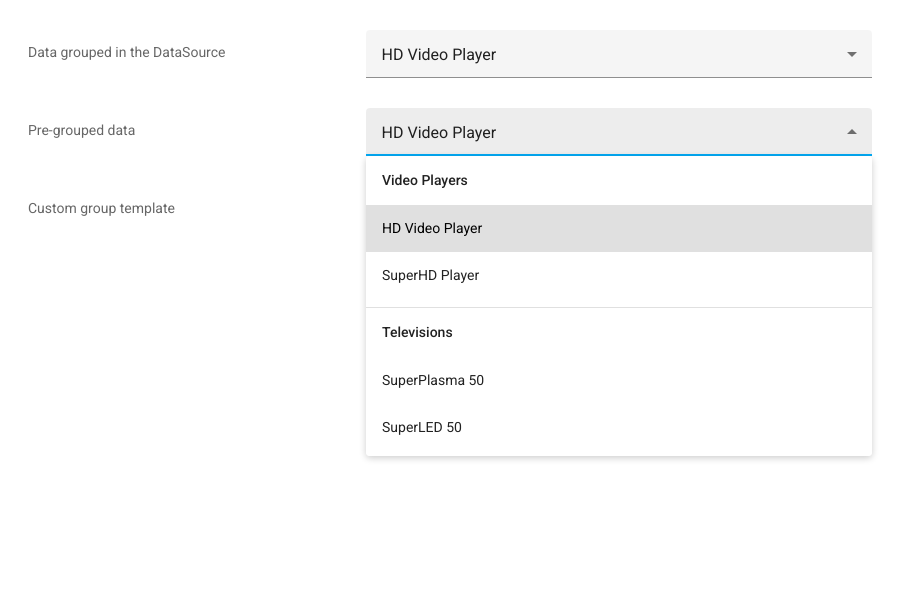 Data grouped in the DataSource
HD Video Player
Pre-grouped data
HD Video Player
Video Players
HD Video Player
SuperHD Player
Televisions
SuperPlasma 50
SuperLED 50
Custom group template